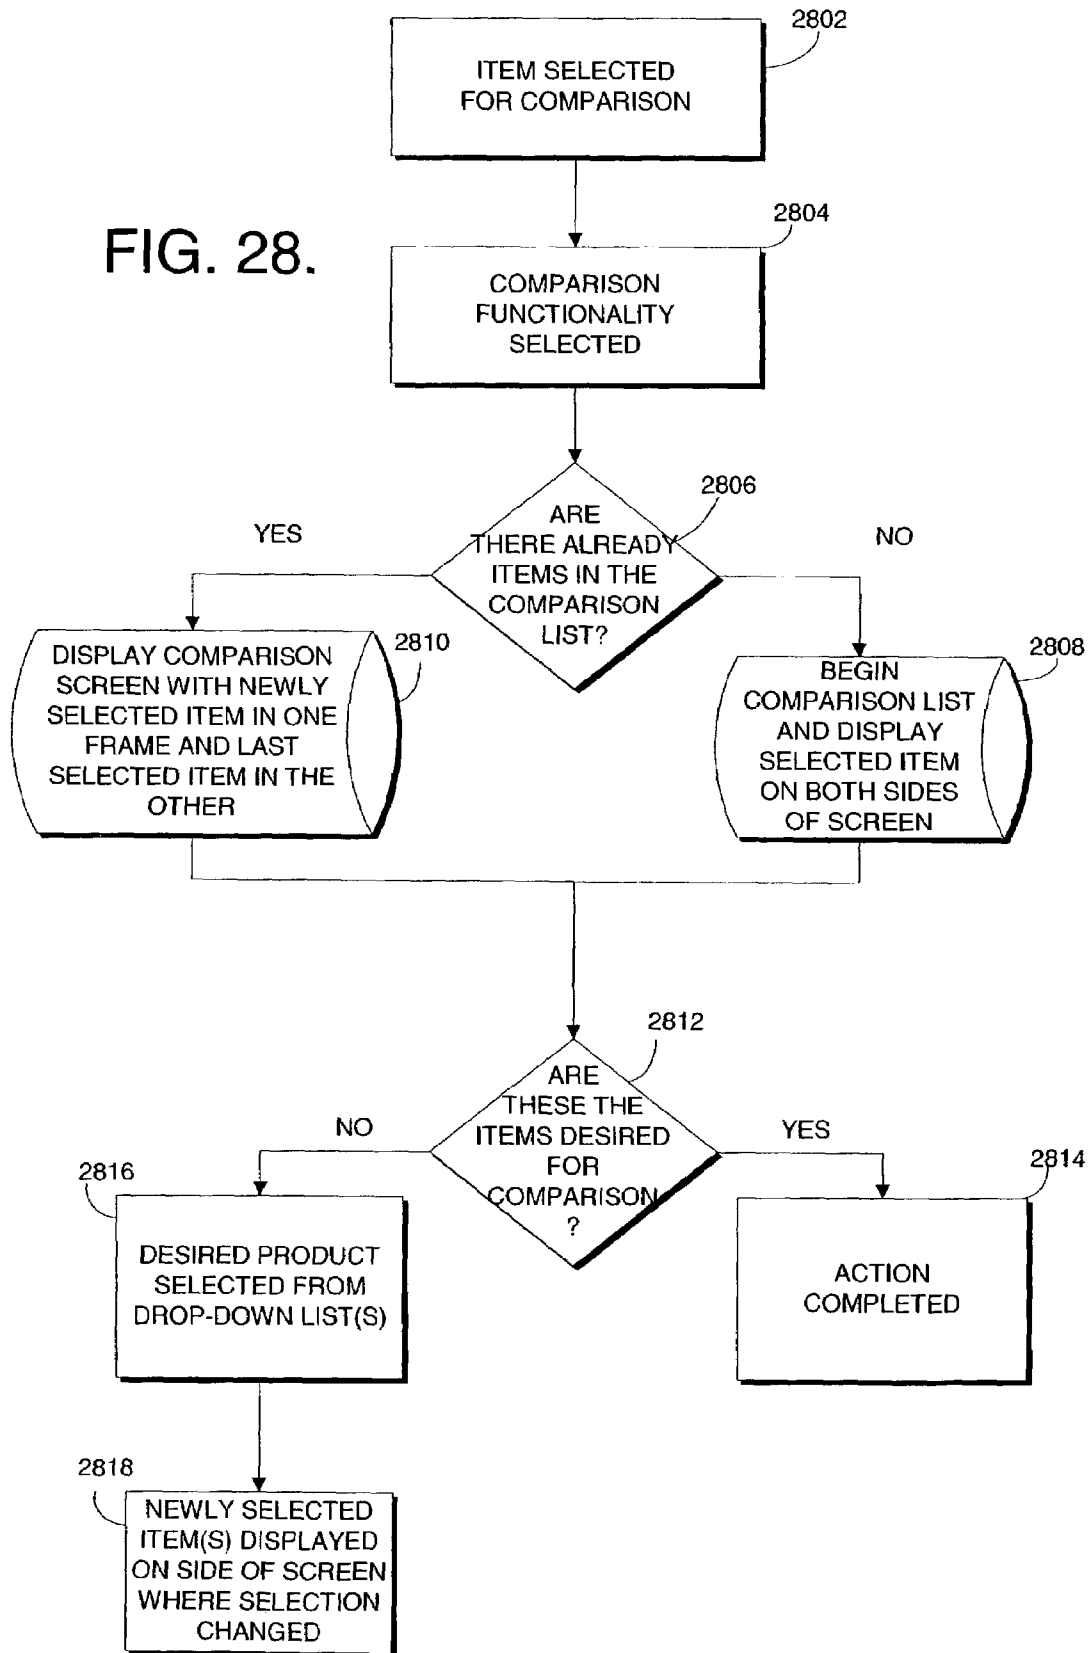 2802
ITEM SELECTED
FOR COMPARISON
2804
FIG. 28.
COMPARISON
FUNCTIONALITY
SELECTED
2806
YES
ARE
THERE ALREADY
ITEMS IN THE
COMPARISON
LIST?
NO
2810
DISPLAY COMPARISON
SCREEN WITH NEWLY
SELECTED ITEM IN ONE
FRAME AND LAST
SELECTED ITEM IN THE
OTHER
2808
BEGIN
COMPARISON LIST
AND DISPLAY
SELECTED ITEM
ON BOTH SIDES
OF SCREEN
2812
ARE
THESE THE
ITEMS DESIRED
FOR
COMPARISON
?
NO
YES
2816
DESIRED PRODUCT
SELECTED FROM
DROP-DOWN LIST(S)
2814
ACTION
COMPLETED
2818
NEWLY SELECTED
ITEM(S) DISPLAYED
ON SIDE OF SCREEN
WHERE SELECTION
CHANGED